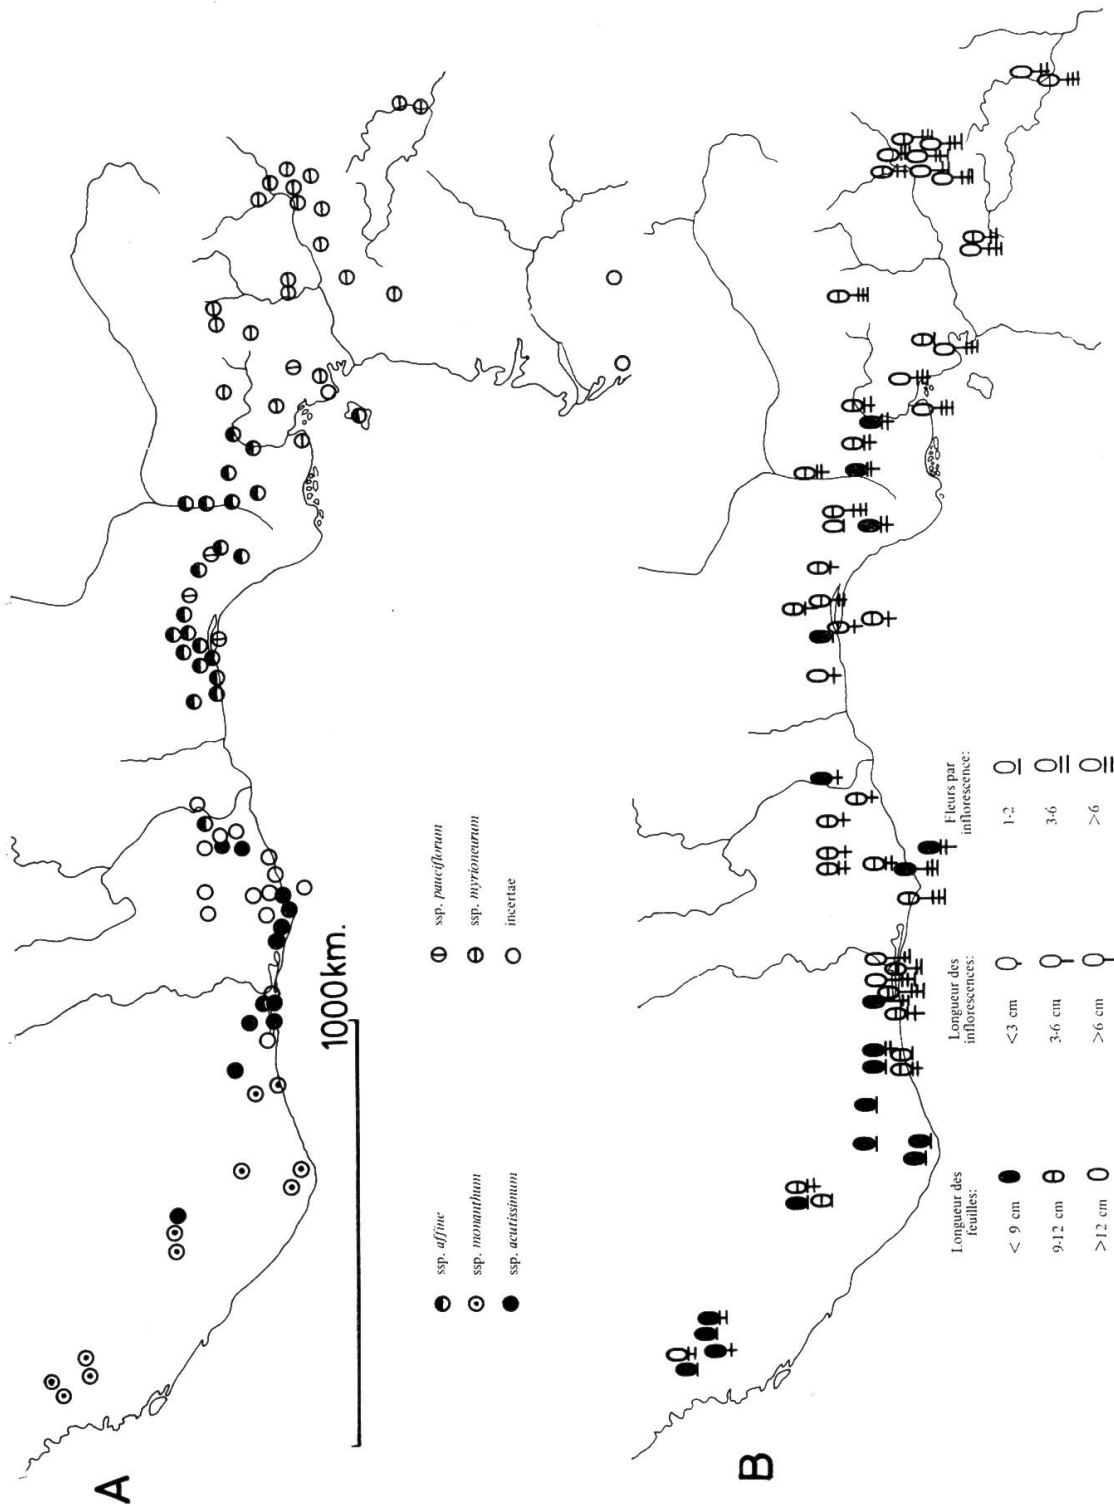 A
1000km.
ssp. affine
ssp. monanthum
ssp. acutissimum
ssp. pauciflorum
ssp. myrioneurum
incertae
B
Longueur des
feuilles:
< 9 cm
9-12 cm
>12 cm
Longueur des
inflorescences:
<3 cm
3-6 cm
>6 cm
Fleurs par
inflorescence:
1-2
3-6
>6